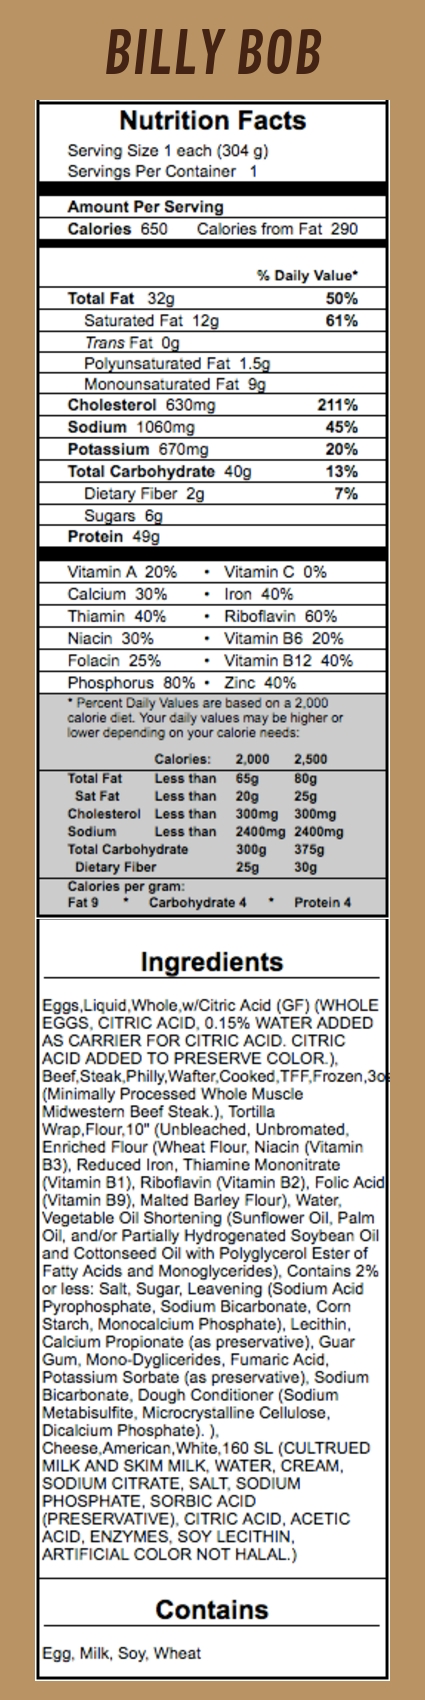 BILLY BOB
Nutrition Facts
Serving Size 1 each (304 g)
Servings Per Container 1
Amount Per Serving
Calories 650 Calories from Fat 290
% Daily Value*
Total Fat 32g 50%
Saturated Fat 12g 61%
Trans Fat 0g
Polyunsaturated Fat 1.5g
Monounsaturated Fat 9g
Cholesterol 630mg 211%
Sodium 1060mg 45%
Potassium 670mg 20%
Total Carbohydrate 40g 13%
Dietary Fiber 2g 7%
Sugars 6g
Protein 49g
Vitamin A 20% • Vitamin C 0%
Calcium 30% • Iron 40%
Thiamin 40% • Riboflavin 60%
Niacin 30% • Vitamin B6 20%
Folacin 25% • Vitamin B12 40%
Phosphorus 80% • Zinc 40%
* Percent Daily Values are based on a 2,000
calorie diet. Your daily values may be higher or
lower depending on your calorie needs:
Calories: 2,000 2,500
Total Fat Less than 65g 80g
Sat Fat Less than 20g 25g
Cholesterol Less than 300mg 300mg
Sodium Less than 2400mg 2400mg
Total Carbohydrate 300g 375g
Dietary Fiber 25g 30g
Calories per gram:
Fat 9 * Carbohydrate 4 * Protein 4
Ingredients
Eggs,Liquid,Whole,w/Citric Acid (GF) (WHOLE
EGGS, CITRIC ACID, 0.15% WATER ADDED
AS CARRIER FOR CITRIC ACID. CITRIC
ACID ADDED TO PRESERVE COLOR.),
Beef,Steak,Philly,Wafter,Cooked,TFF,Frozen,3oz
(Minimally Processed Whole Muscle
Midwestern Beef Steak.), Tortilla
Wrap,Flour,10" (Unbleached, Unbromated,
Enriched Flour (Wheat Flour, Niacin (Vitamin
B3), Reduced Iron, Thiamine Mononitrate
(Vitamin B1), Riboflavin (Vitamin B2), Folic Acid
(Vitamin B9), Malted Barley Flour), Water,
Vegetable Oil Shortening (Sunflower Oil, Palm
Oil, and/or Partially Hydrogenated Soybean Oil
and Cottonseed Oil with Polyglycerol Ester of
Fatty Acids and Monoglycerides), Contains 2%
or less: Salt, Sugar, Leavening (Sodium Acid
Pyrophosphate, Sodium Bicarbonate, Corn
Starch, Monocalcium Phosphate), Lecithin,
Calcium Propionate (as preservative), Guar
Gum, Mono-Dyglicerides, Fumaric Acid,
Potassium Sorbate (as preservative), Sodium
Bicarbonate, Dough Conditioner (Sodium
Metabisulfite, Microcrystalline Cellulose,
Dicalcium Phosphate). ),
Cheese,American,White,160 SL (CULTRUED
MILK AND SKIM MILK, WATER, CREAM,
SODIUM CITRATE, SALT, SODIUM
PHOSPHATE, SORBIC ACID
(PRESERVATIVE), CITRIC ACID, ACETIC
ACID, ENZYMES, SOY LECITHIN,
ARTIFICIAL COLOR NOT HALAL.)
Contains
Egg, Milk, Soy, Wheat